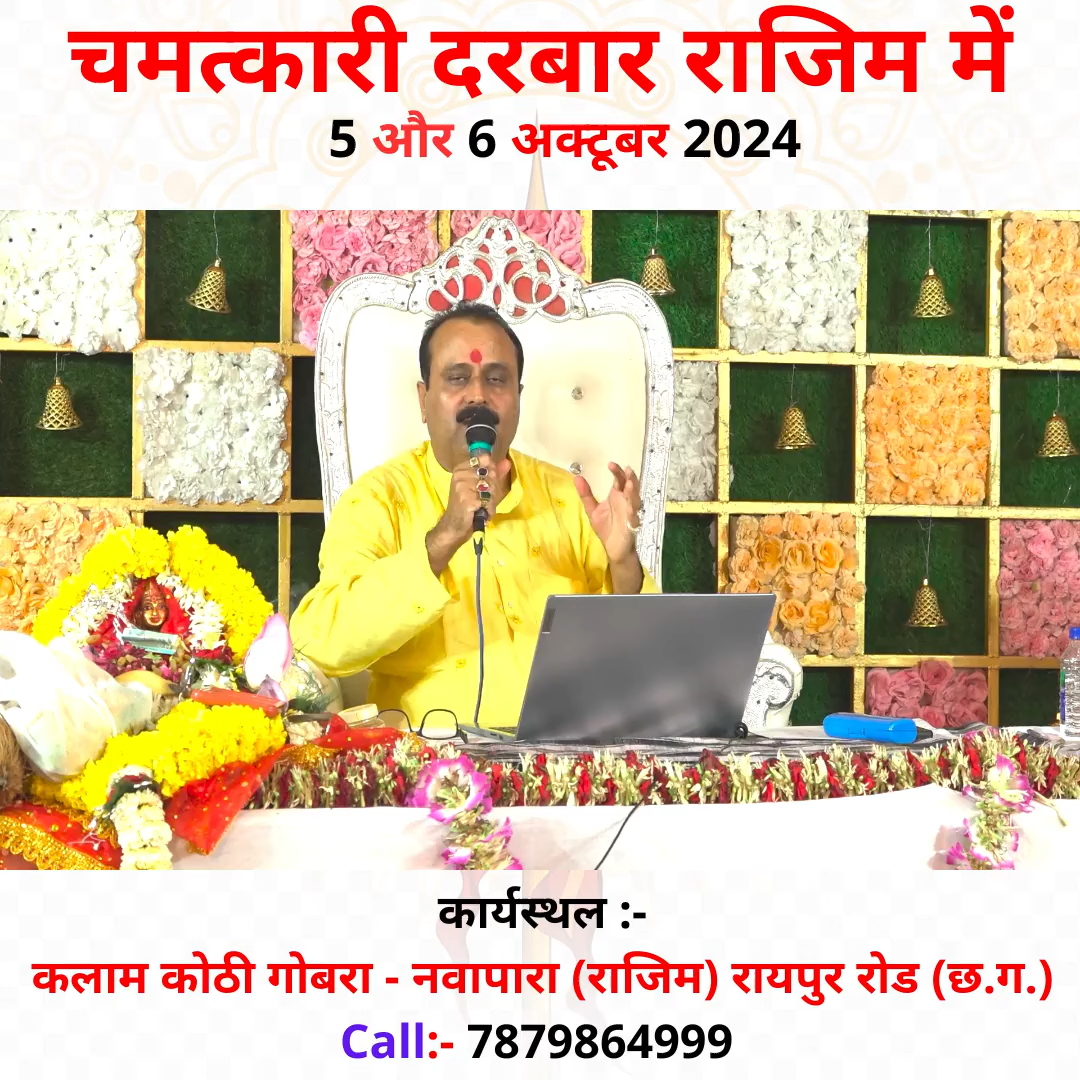 चमत्कारी दरबार राजिम में
5 और 6 अक्टूबर 2024
कार्यस्थल :-
कलाम कोठी गोबरा - नवापारा (राजिम) रायपुर रोड (छ.ग.)
Call:- 7879864999